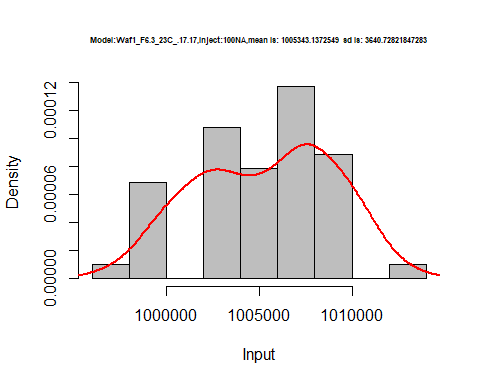 Model:Waf1_F6.3_23C_.17.17,Inject:100NA,mean is: 1005343.1372549 sd is: 3640.72821847283
Density
0.00012
0.00006
0.00000
1000000 1005000 1010000
Input